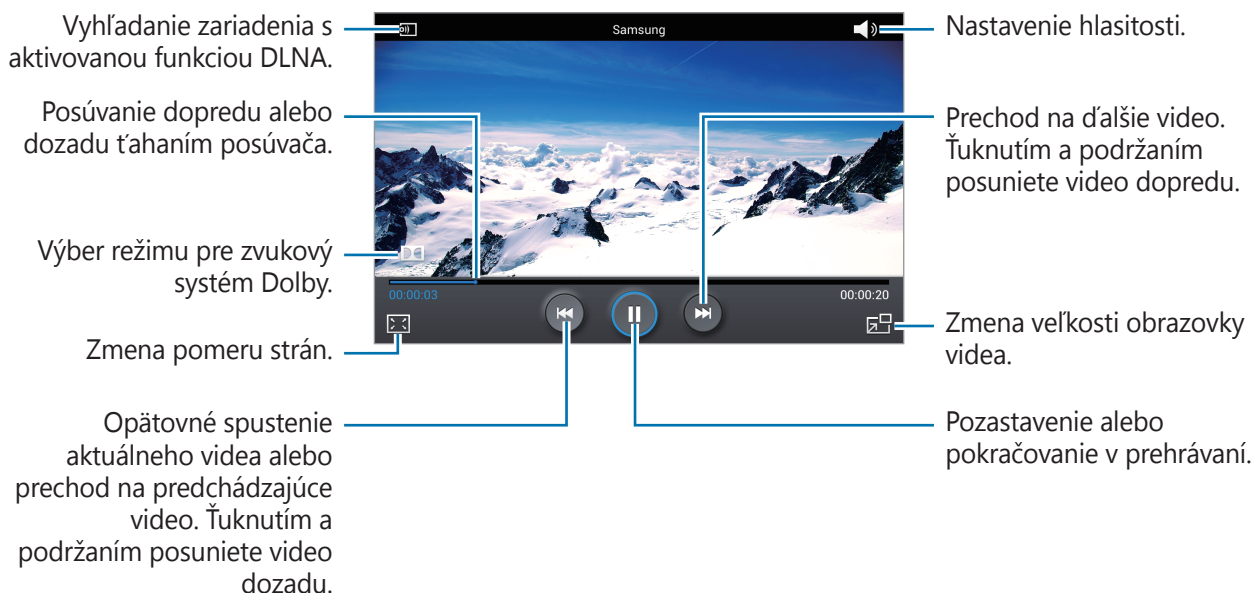 Vyhľadanie zariadenia s
aktivovanou funkciou DLNA.
Posúvanie dopredu alebo
dozadu ťahaním posúvača.
Výber režimu pre zvukový
systém Dolby.
Zmena pomeru strán.
Opätovné spustenie
aktuálneho videa alebo
prechod na predchádzajúce
video. Ťuknutím a
podržaním posuniete video
dozadu.
Samsung
00:00:03
00:00:20
Nastavenie hlasitosti.
Prechod na ďalšie video.
Ťuknutím a podržaním
posuniete video dopredu.
Zmena veľkosti obrazovky
videa.
Pozastavenie alebo
pokračovanie v prehrávaní.